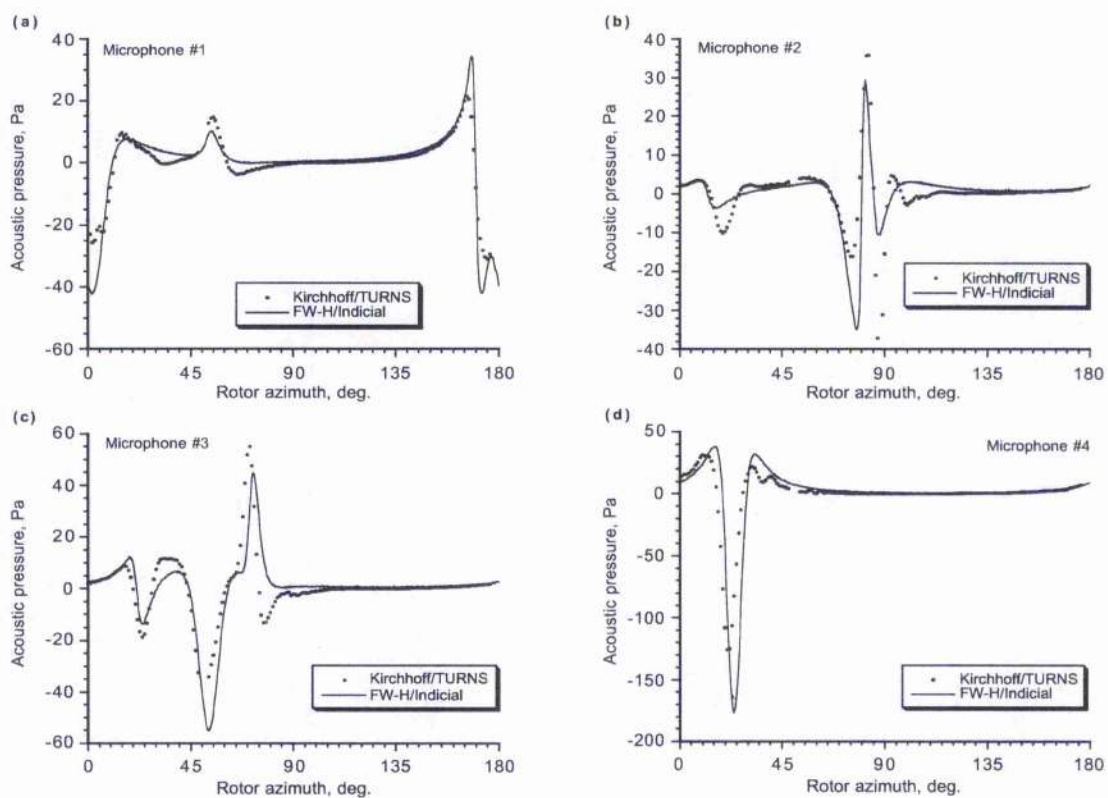 (a)
Microphone #1
Acoustic pressure, Pa
40
20
0
-20
-40
-60
Kirchhoff/TURNS
FW-H/Indicial
0 45 90 135 180
Rotor azimuth, deg.
(b)
Microphone #2
Acoustic pressure, Pa
40
30
20
10
0
-10
-20
-30
-40
Kirchhoff/TURNS
FW-H/Indicial
0 45 90 135 180
Rotor azimuth, deg.
(c)
Microphone #3
Acoustic pressure, Pa
60
40
20
0
-20
-40
-60
Kirchhoff/TURNS
FW-H/Indicial
0 45 90 135 180
Rotor azimuth, deg.
(d)
Microphone #4
Acoustic pressure, Pa
50
0
-50
-100
-150
-200
Kirchhoff/TURNS
FW-H/Indicial
0 45 90 135 180
Rotor azimuth, deg.